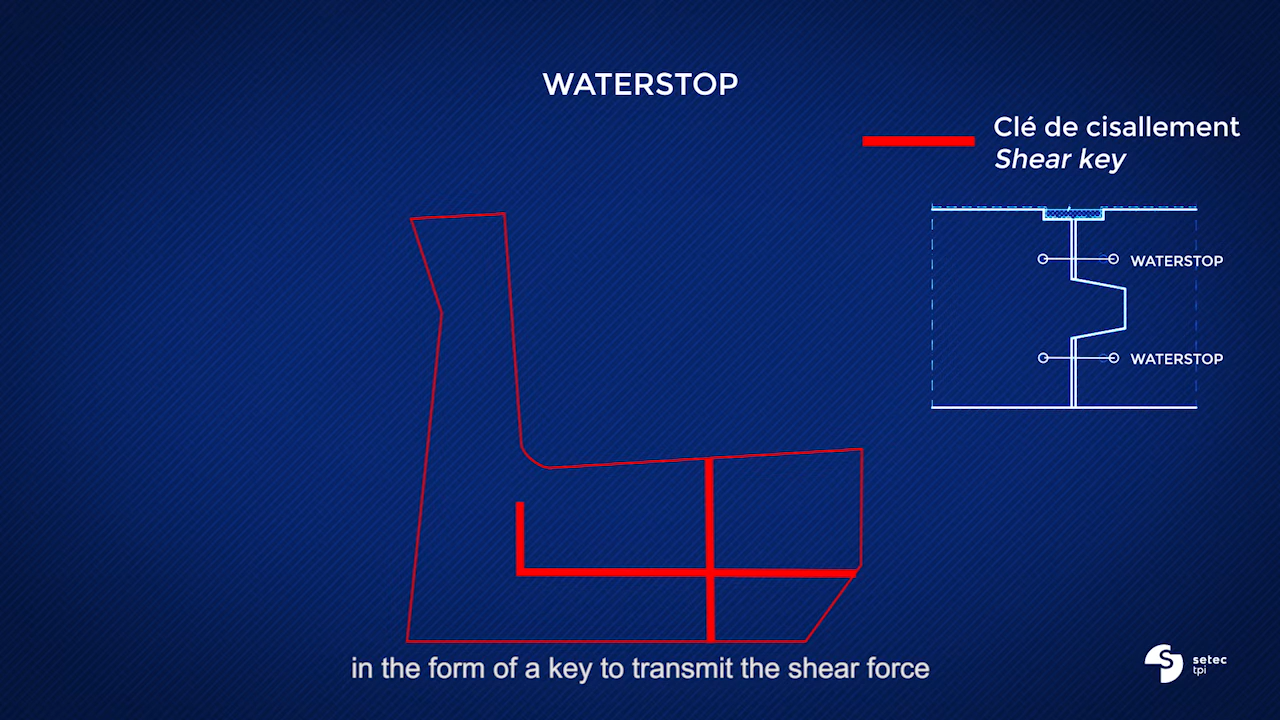 WATERSTOP
Clé de cisallement
Shear key
WATERSTOP
WATERSTOP
in the form of a key to transmit the shear force
S
setec
tpi